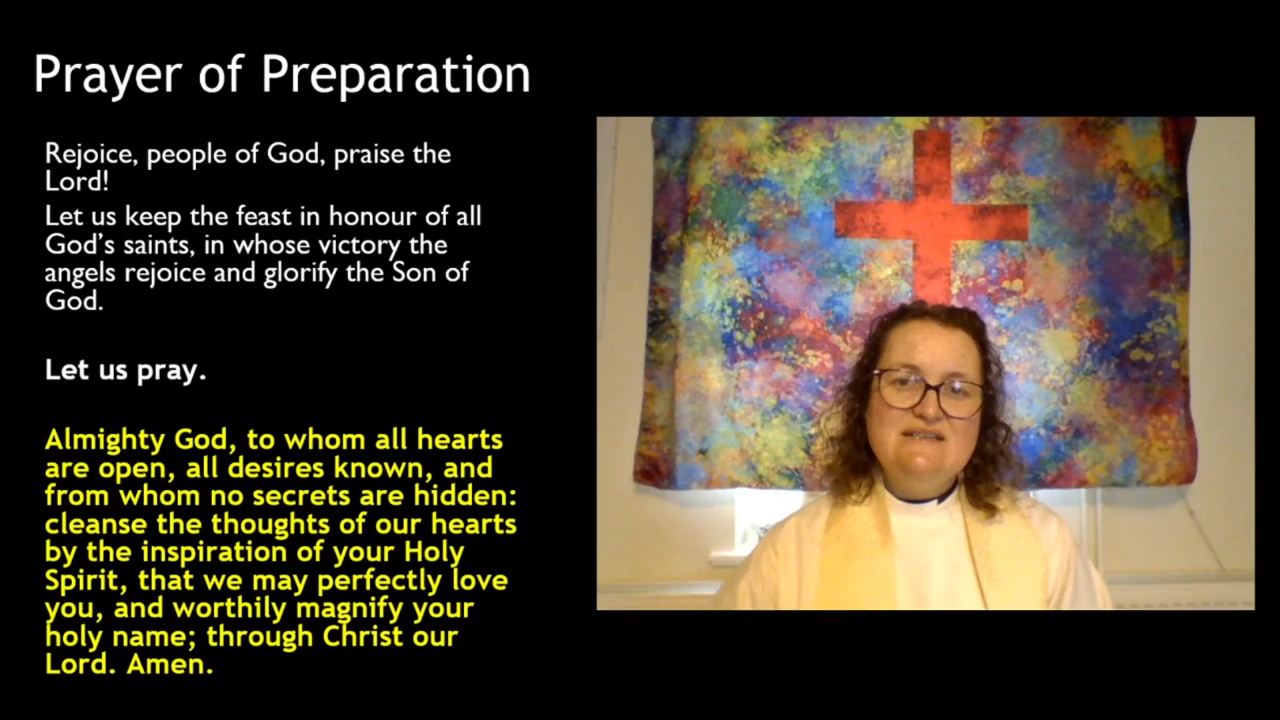 Prayer of Preparation
Rejoice, people of God, praise the
Lord!
Let us keep the feast in honour of all
God’s saints, in whose victory the
angels rejoice and glorify the Son of
God.
Let us pray.
Almighty God, to whom all hearts
are open, all desires known, and
from whom no secrets are hidden:
cleanse the thoughts of our hearts
by the inspiration of your Holy
Spirit, that we may perfectly love
you, and worthily magnify your
holy name; through Christ our
Lord. Amen.